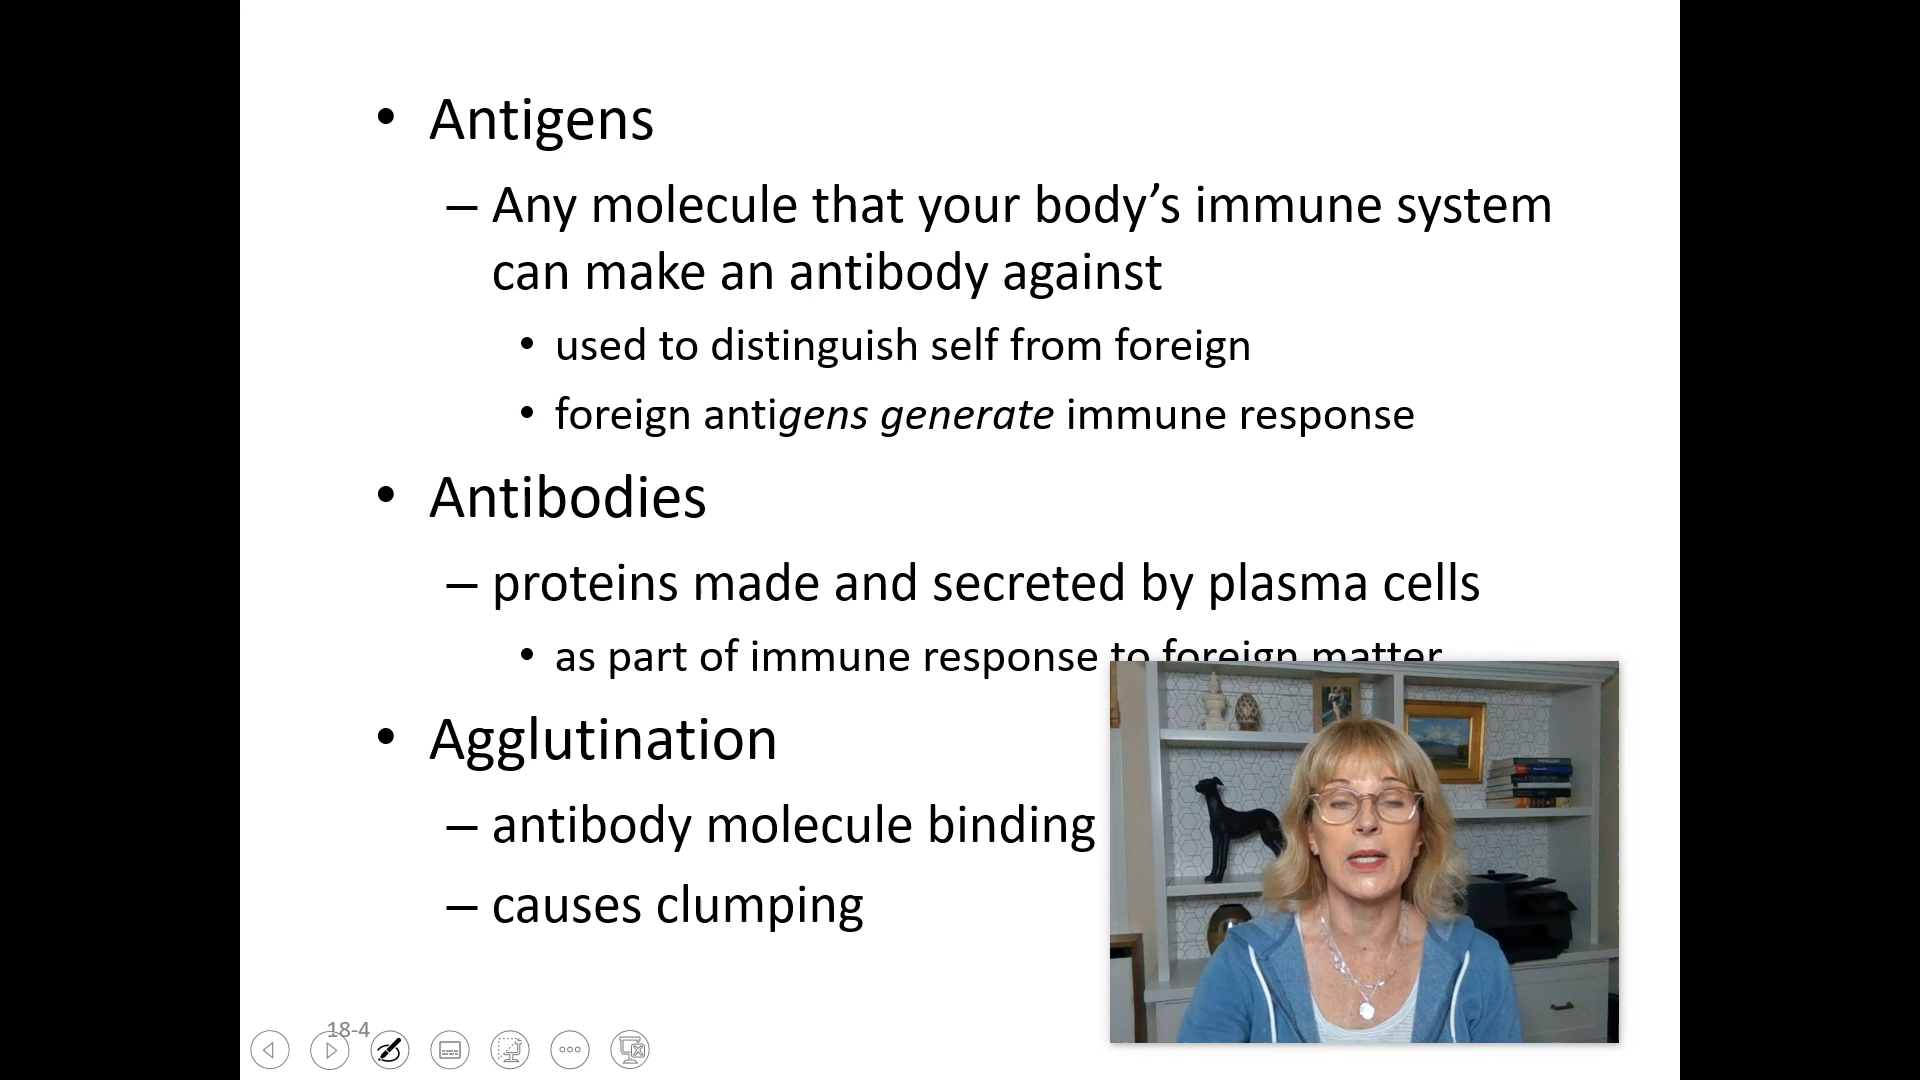 • Antigens
– Any molecule that your body’s immune system
can make an antibody against
• used to distinguish self from foreign
• foreign antigens generate immune response
• Antibodies
– proteins made and secreted by plasma cells
• as part of immune response to foreign matter
• Agglutination
– antibody molecule binding
– causes clumping
18-4